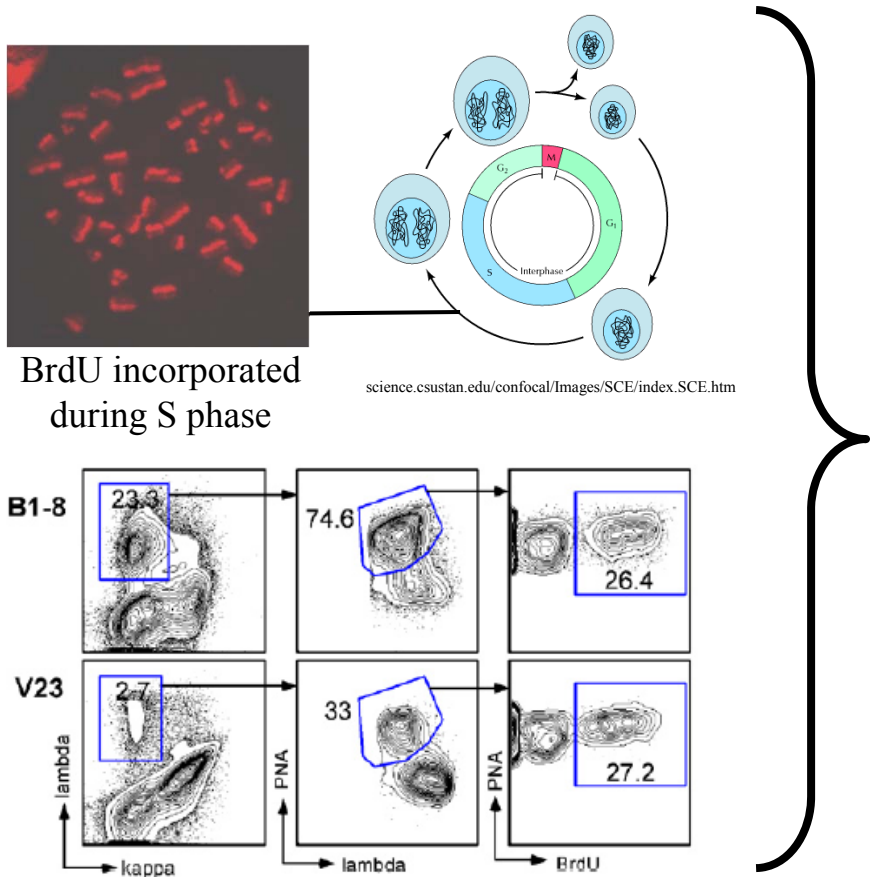 M
G₂
G₁
S
Interphase
BrdU incorporated
during S phase
science.csustan.edu/confocal/Images/SCE/index.SCE.htm
B1-8
23.3
74.6
26.4
V23
2.7
33
27.2
lambda
kappa
PNA
lambda
PNA
BrdU